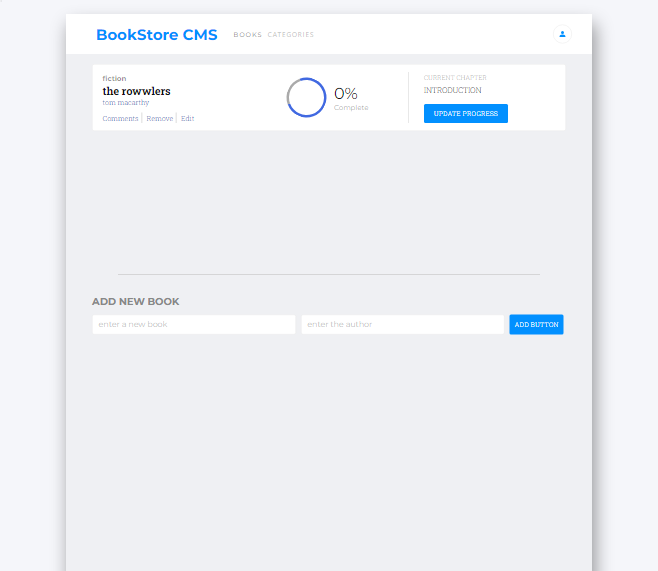 BookStore CMS BOOKS CATEGORIES
fiction
the rowwlers
tom macarthy
Comments | Remove | Edit
0%
Complete
CURRENT CHAPTER
INTRODUCTION
UPDATE PROGRESS
ADD NEW BOOK
enter a new book enter the author ADD BUTTON